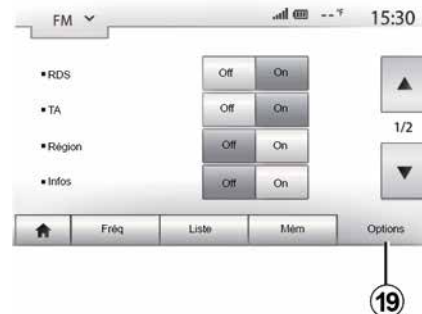 FM --°F 15:30
RDS Off On
TA Off On
1/2
Région Off On
Infos Off On
Fréq Liste Mém Options
19